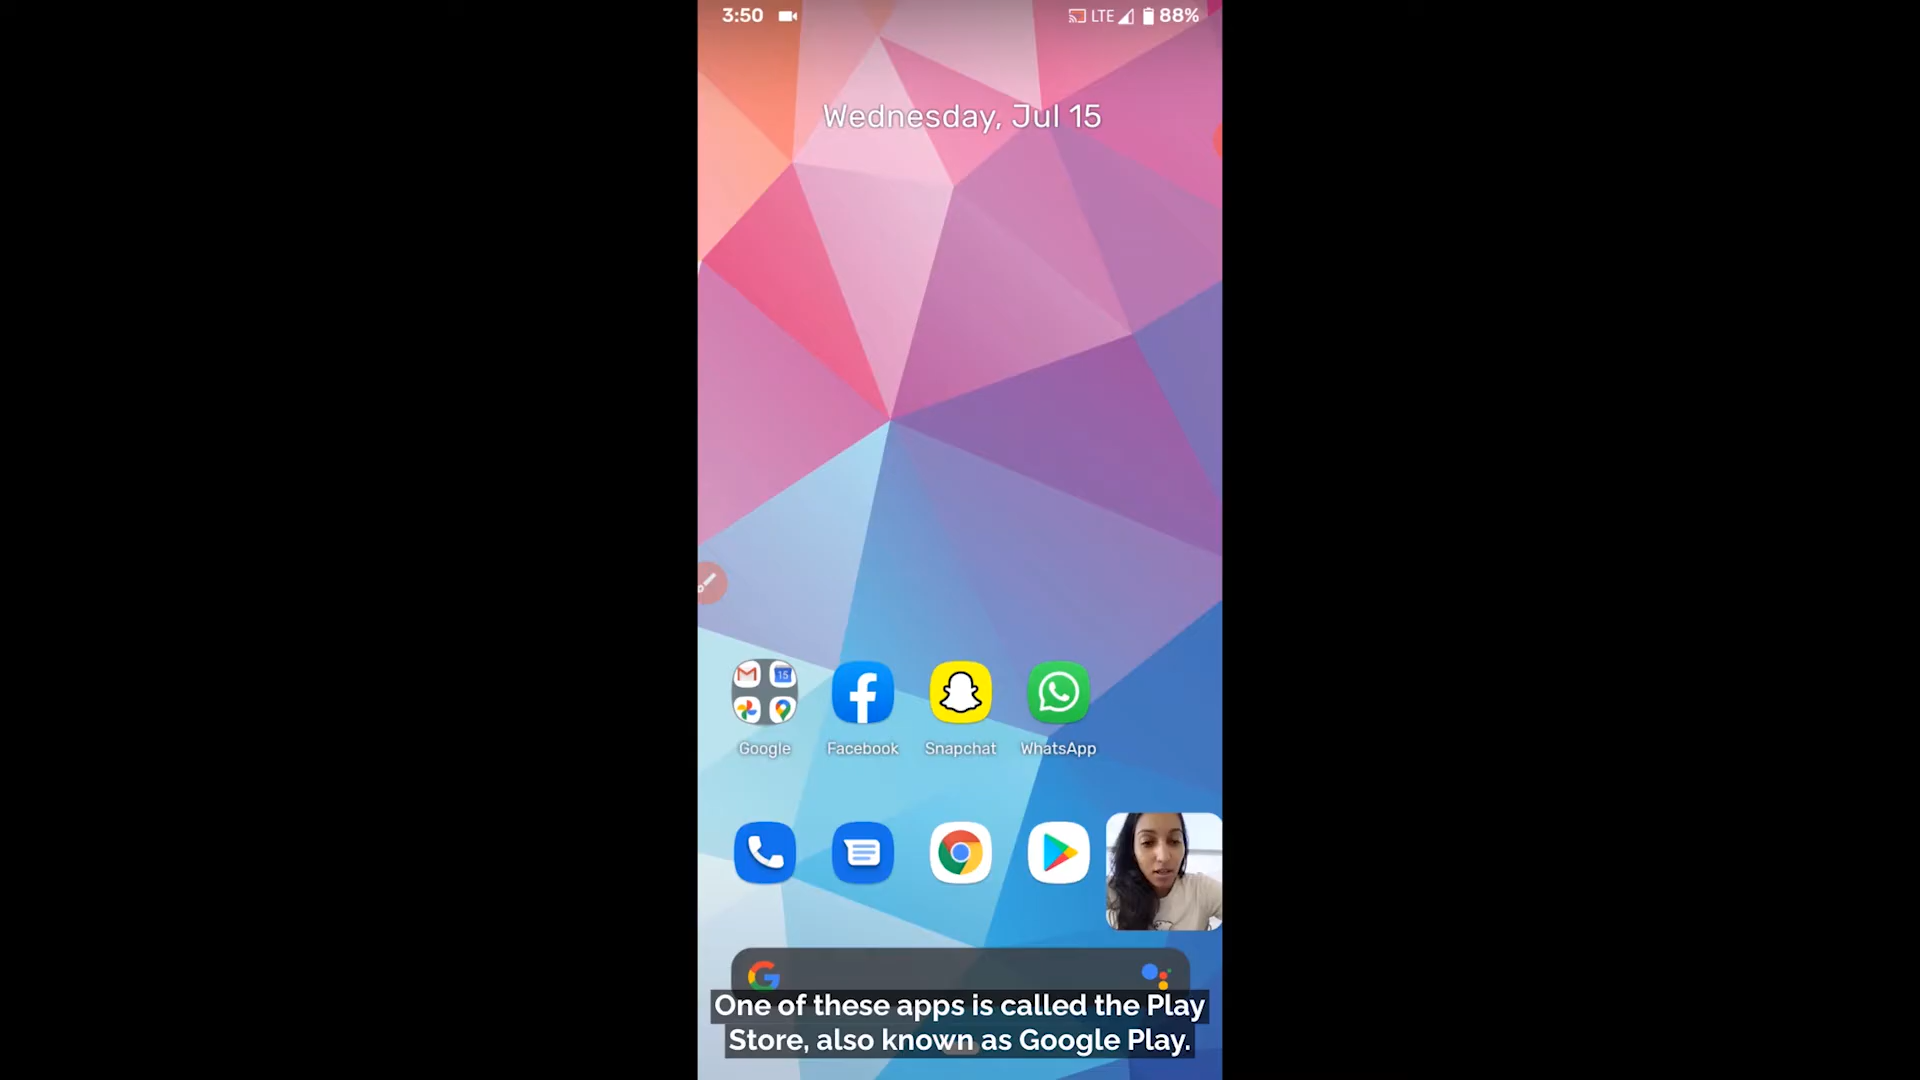 3:50
LTE 88%
Wednesday, Jul 15
15
Google Facebook Snapchat WhatsApp
One of these apps is called the Play
Store, also known as Google Play.